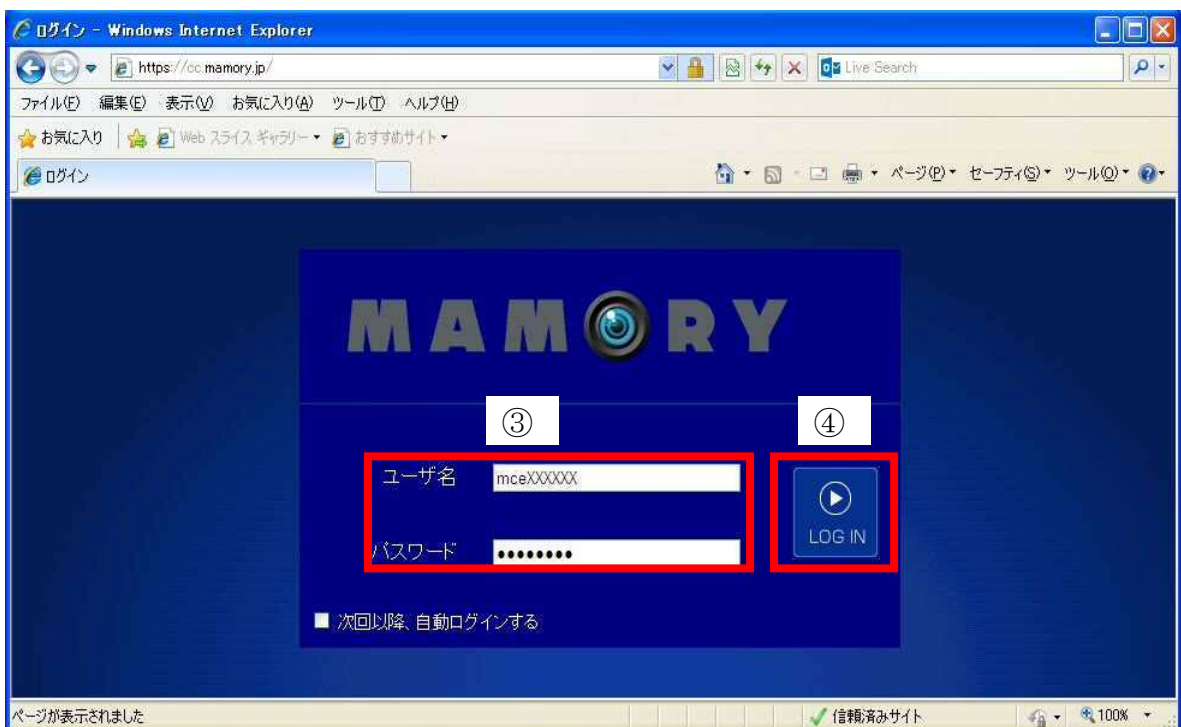 ログイン - Windows Internet Explorer
https://cc.mamory.jp/
Live Search
ファイル(F) 編集(E) 表示(V) お気に入り(A) ツール(T) ヘルプ(H)
お気に入り Web スライス ギャラリー おすすめサイト
ログイン ページ(P) セーフティ(S) ツール(O)
MAMORY
③ ④
ユーザ名 mceXXXXXX
パスワード ••••••••
LOG IN
次回以降、自動ログインする
ページが表示されました 信頼済みサイト 100%